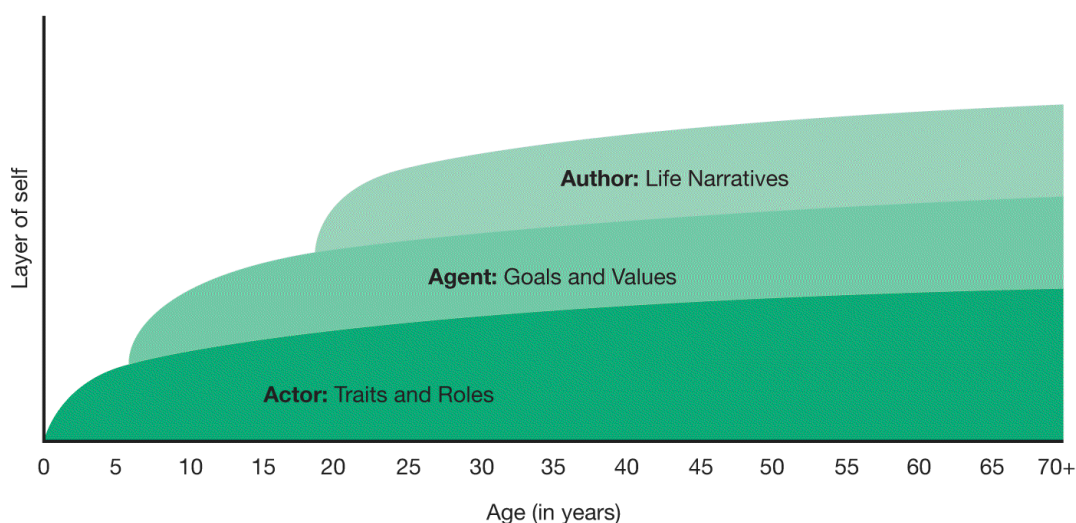 Layer of self
Author: Life Narratives
Agent: Goals and Values
Actor: Traits and Roles
0 5 10 15 20 25 30 35 40 45 50 55 60 65 70+
Age (in years)